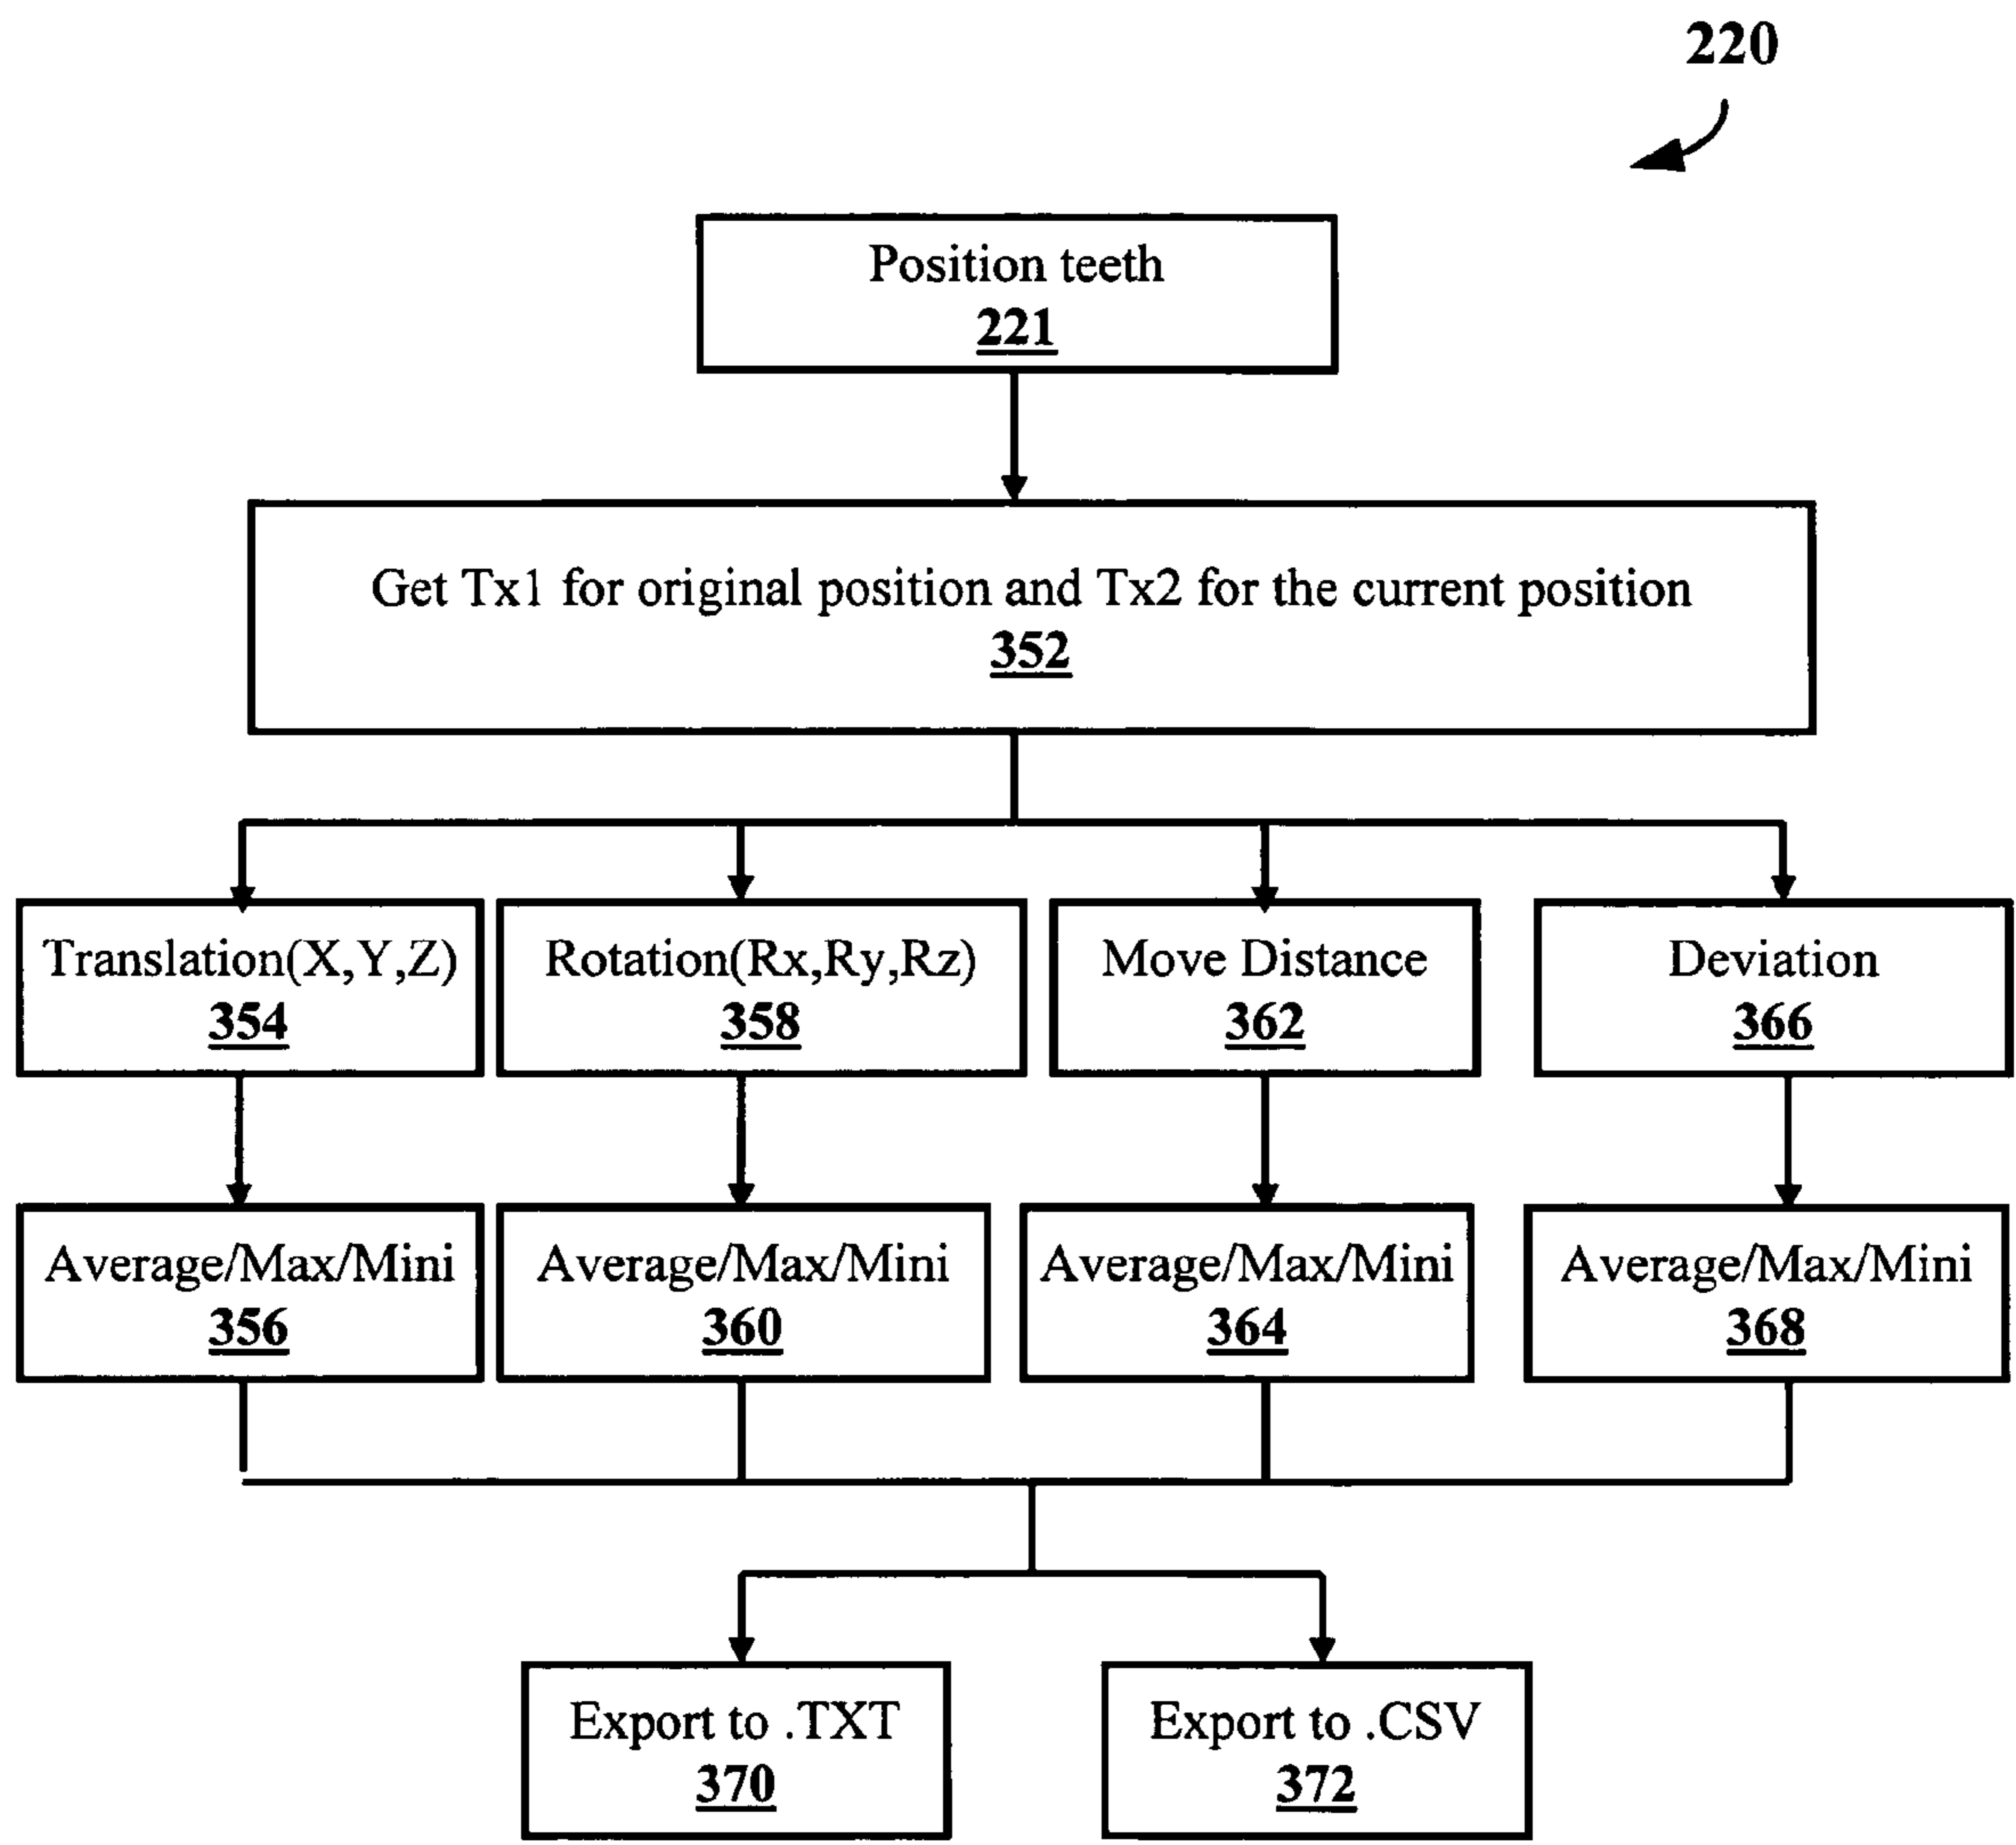 220
Position teeth
221
Get Tx1 for original position and Tx2 for the current position
352
Translation(X,Y,Z)
354
Rotation(Rx,Ry,Rz)
358
Move Distance
362
Deviation
366
Average/Max/Mini
356
Average/Max/Mini
360
Average/Max/Mini
364
Average/Max/Mini
368
Export to .TXT
370
Export to .CSV
372